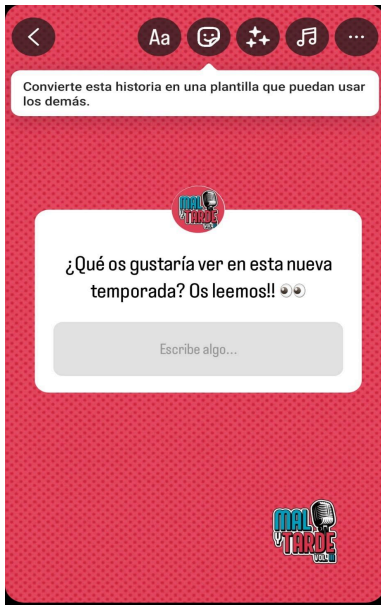 Aa
Convierte esta historia en una plantilla que puedan usar
los demás.
MAL
Y TARDE
¿Qué os gustaría ver en esta nueva
temporada? Os leemos!! 👀
Escribe algo...
MAL
Y TARDE